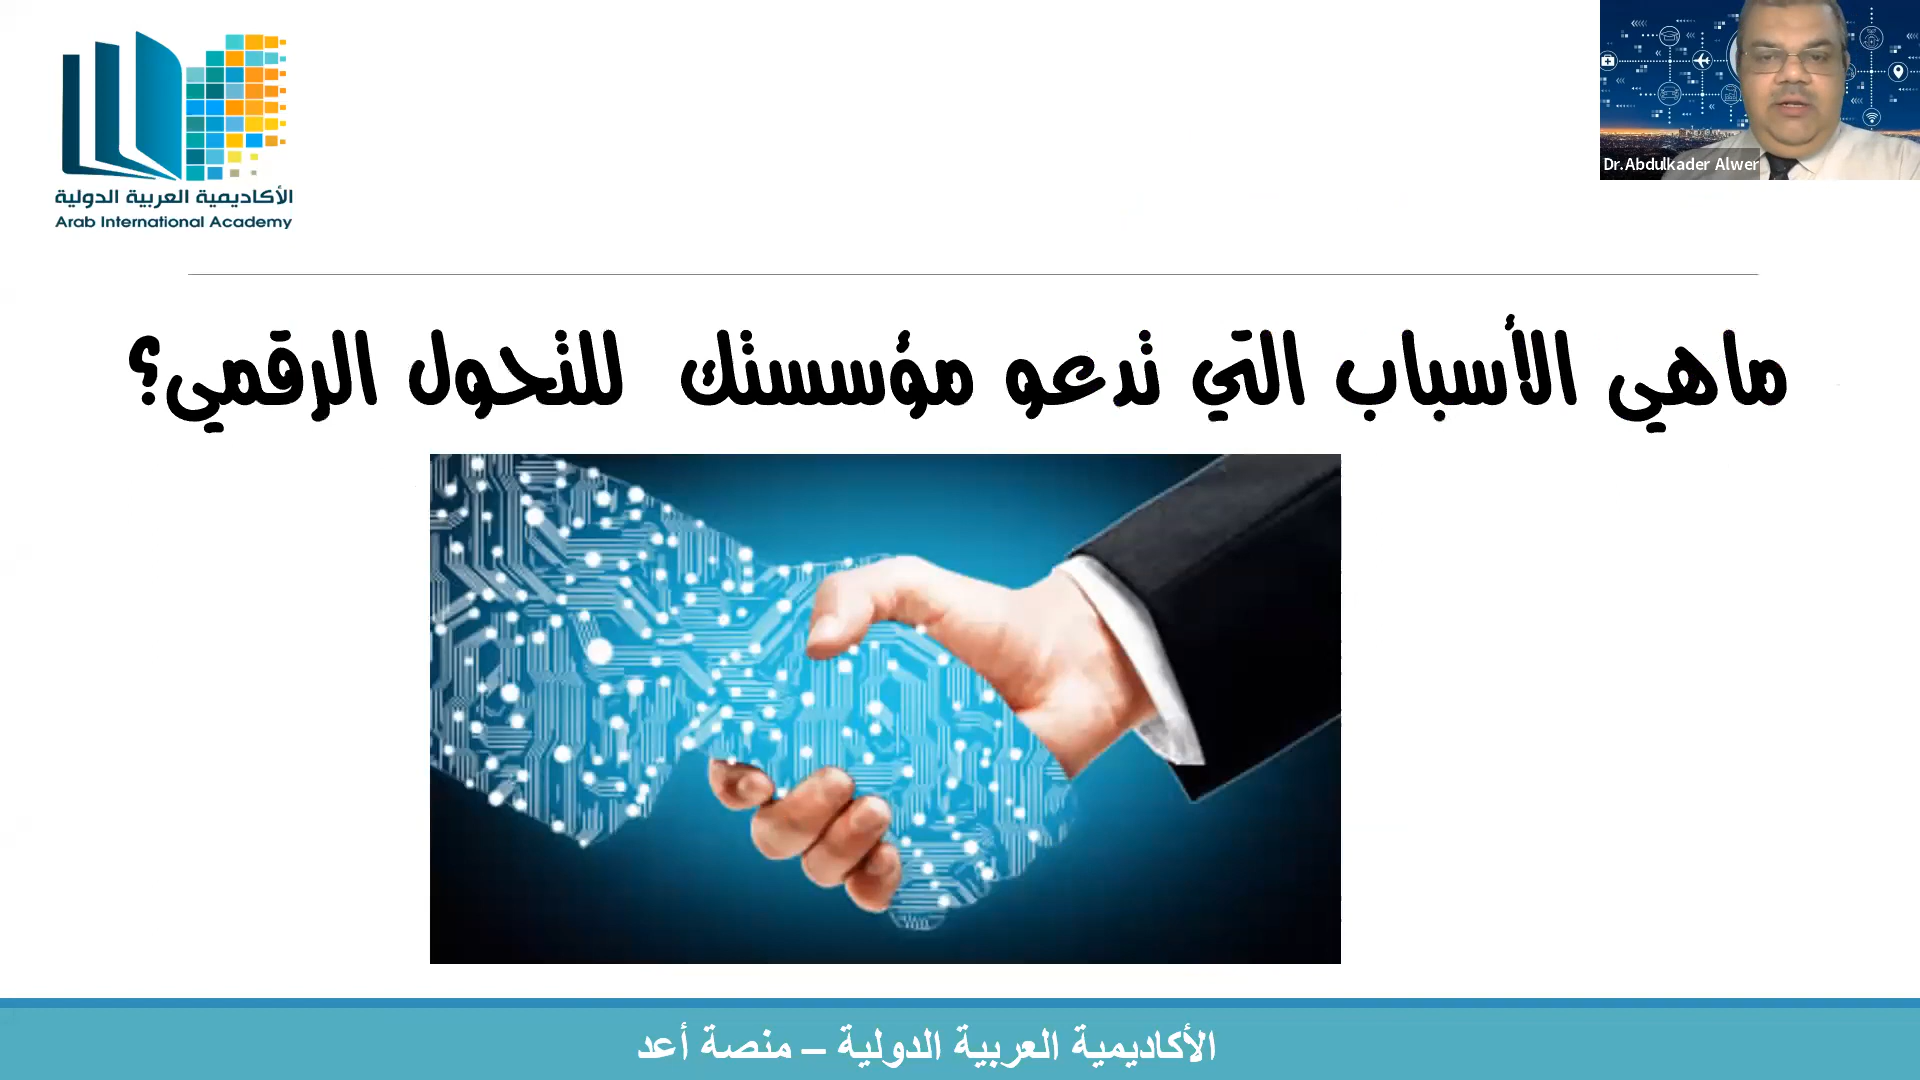 الأكاديمية العربية الدولية
Arab International Academy
Dr.Abdulkader Alwer
ماهي الأسباب التي تدعو مؤسستك للتحول الرقمي؟
الأكاديمية العربية الدولية – منصة أعد